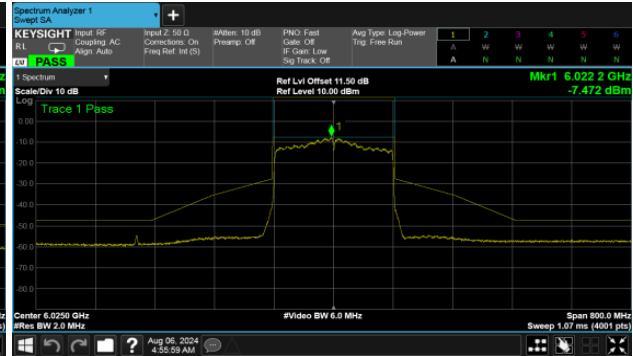 Spectrum Analyzer 1
Swept SA
+
KEYSIGHT Input: RF
RL
Coupling: AC
Align: Auto
Input Z: 50 Ω
Corrections: On
Freq Ref: Int (S)
#Atten: 10 dB
Preamp: Off
PNO: Fast
Gate: Off
IF Gain: Low
Sig Track: Off
Avg Type: Log-Power
Trig: Free Run
1 2 3 4 5 6
A W W W W W
A N N N N N
LXI PASS
1 Spectrum
Scale/Div 10 dB
Ref Lvl Offset 11.50 dB
Ref Level 10.00 dBm
Mkr1 6.022 2 GHz
-7.472 dBm
Log
Trace 1 Pass
1
0.00
-10.0
-20.0
-30.0
-40.0
-50.0
-60.0
-70.0
-80.0
Center 6.0250 GHz
#Res BW 2.0 MHz
#Video BW 6.0 MHz
Span 800.0 MHz
Sweep 1.07 ms (4001 pts)
?
Aug 06, 2024
4:55:59 AM